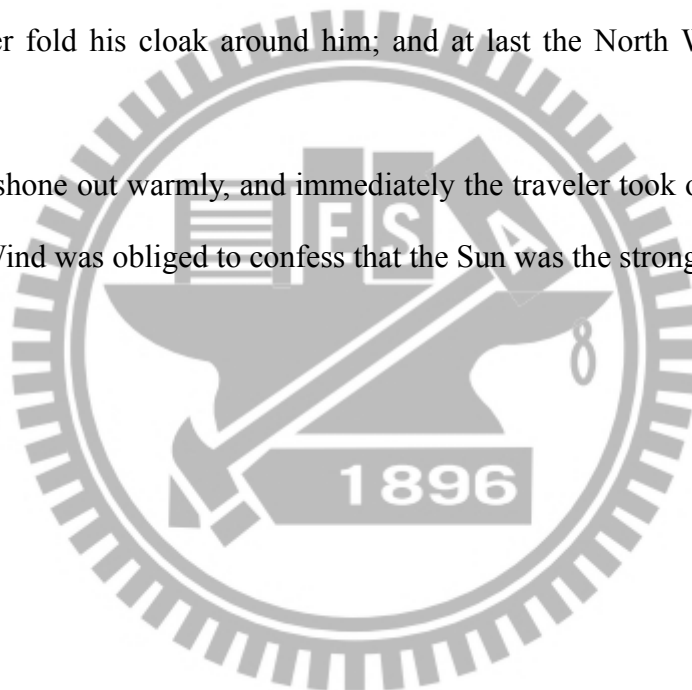 er fold his cloak around him; and at last the North W
shone out warmly, and immediately the traveler took o
Wind was obliged to confess that the Sun was the strong
E S A
8
1896